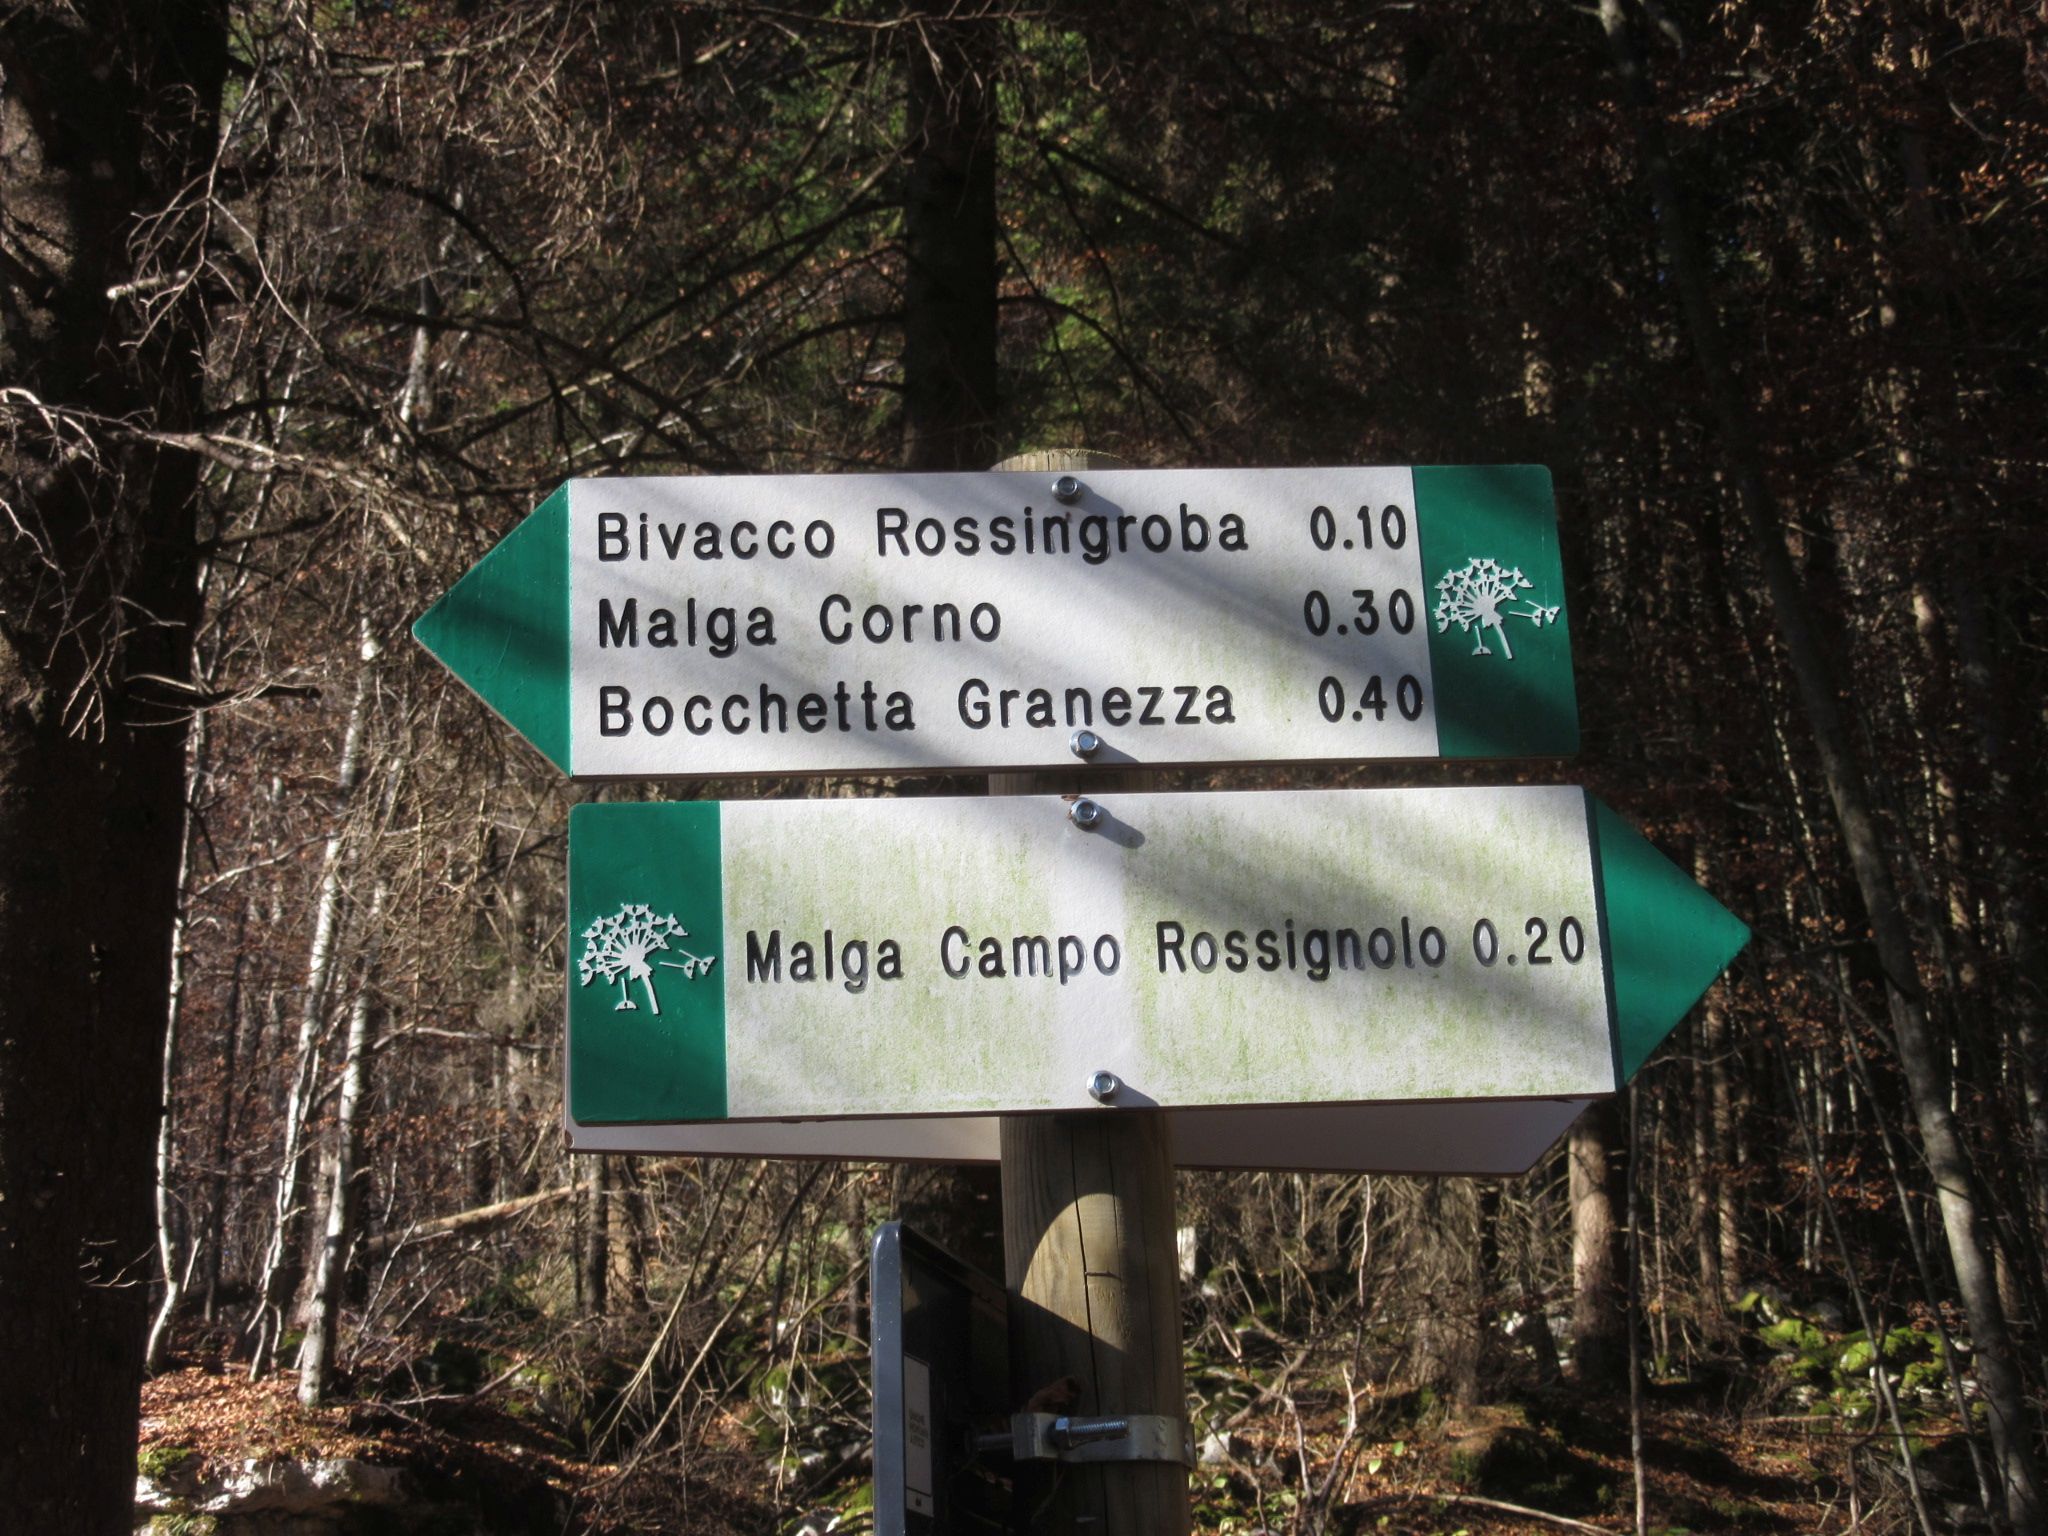 Bivacco Rossingroba 0.10
Malga Corno 0.30
Bocchetta Granezza 0.40
Malga Campo Rossignolo 0.20